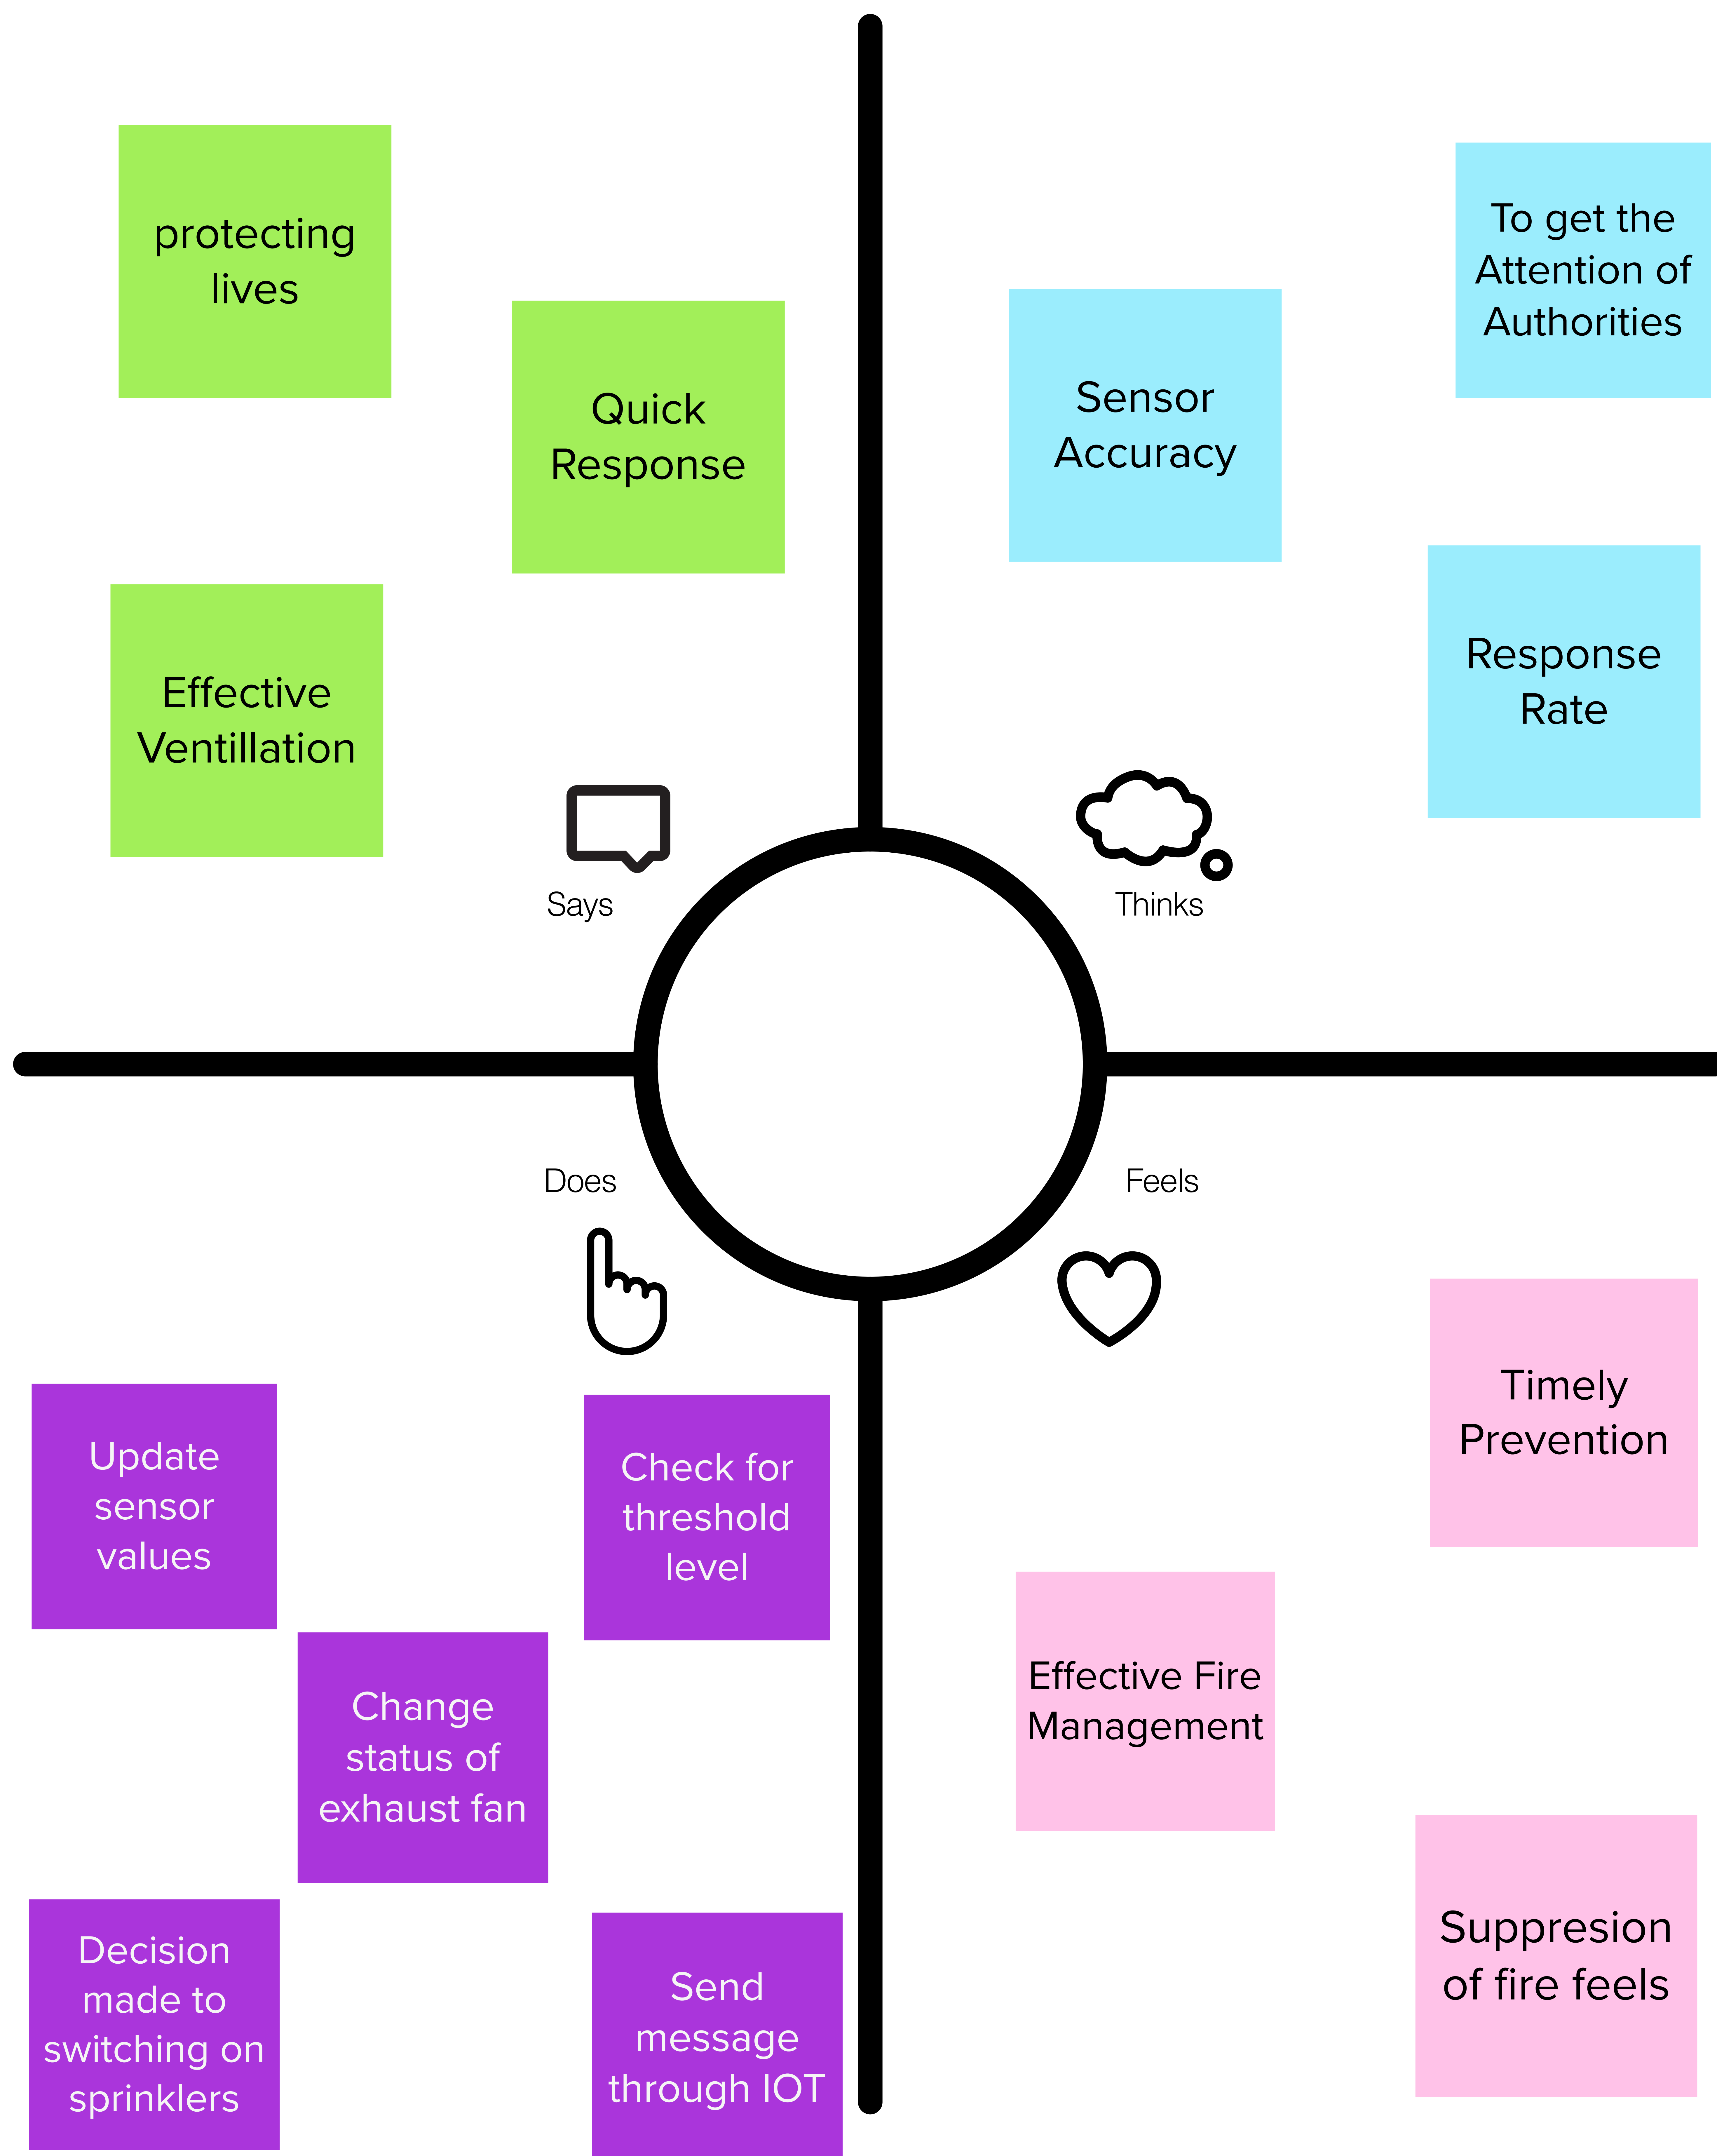 protecting
lives
Quick
Response
Effective
Ventillation
Says
Sensor
Accuracy
To get the
Attention of
Authorities
Response
Rate
Thinks
Does
Update
sensor
values
Check for
threshold
level
Change
status of
exhaust fan
Decision
made to
switching on
sprinklers
Send
message
through IOT
Feels
Timely
Prevention
Effective Fire
Management
Suppresion
of fire feels